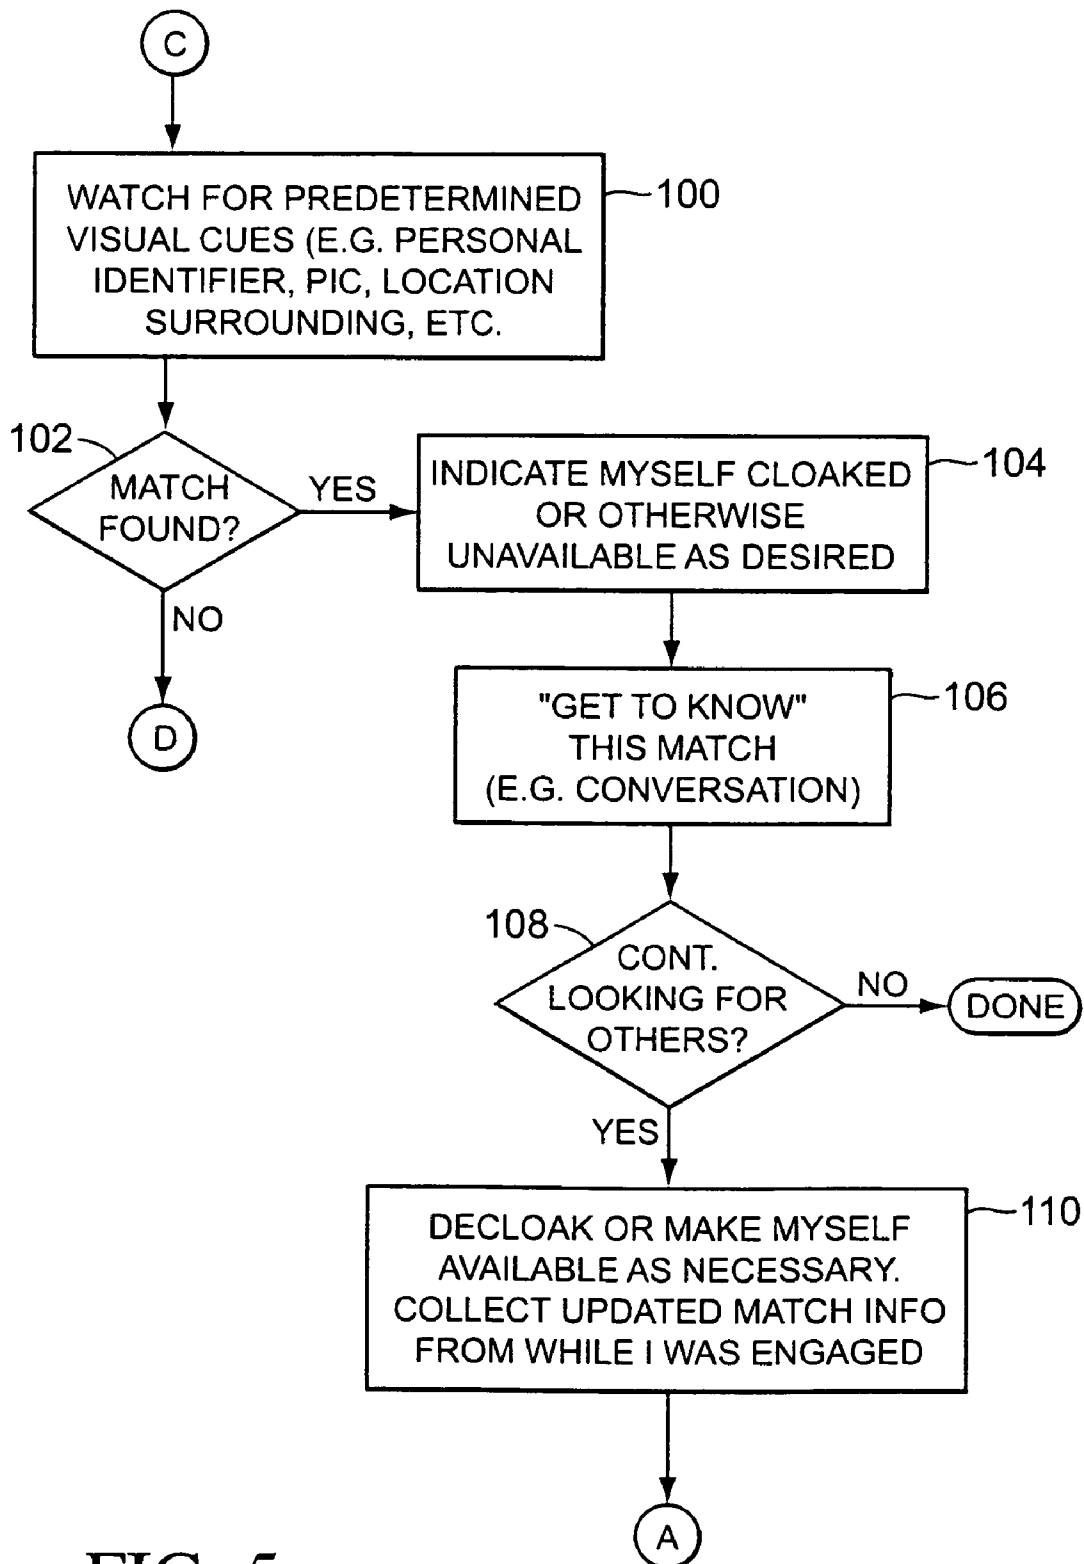 C
WATCH FOR PREDETERMINED
VISUAL CUES (E.G. PERSONAL
IDENTIFIER, PIC, LOCATION
SURROUNDING, ETC.
100
102
MATCH
FOUND?
YES
NO
D
INDICATE MYSELF CLOAKED
OR OTHERWISE
UNAVAILABLE AS DESIRED
104
"GET TO KNOW"
THIS MATCH
(E.G. CONVERSATION)
106
108
CONT.
LOOKING FOR
OTHERS?
NO
DONE
YES
DECLOAK OR MAKE MYSELF
AVAILABLE AS NECESSARY.
COLLECT UPDATED MATCH INFO
FROM WHILE I WAS ENGAGED
110
A
FIG. 5